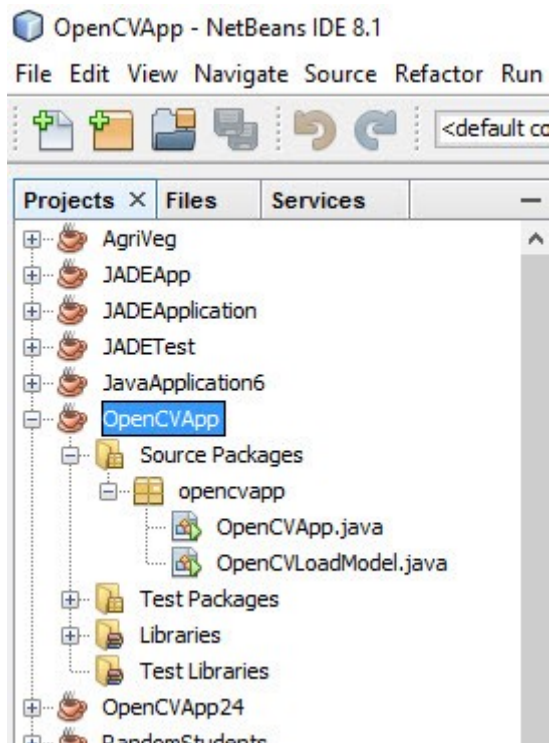 OpenCVApp - NetBeans IDE 8.1
File Edit View Navigate Source Refactor Run
<default co
Projects × Files Services
AgriVeg
JADEApp
JADEApplication
JADETest
JavaApplication6
OpenCVApp
Source Packages
opencvapp
OpenCVApp.java
OpenCVLoadModel.java
Test Packages
Libraries
Test Libraries
OpenCVApp24
RandomStudents